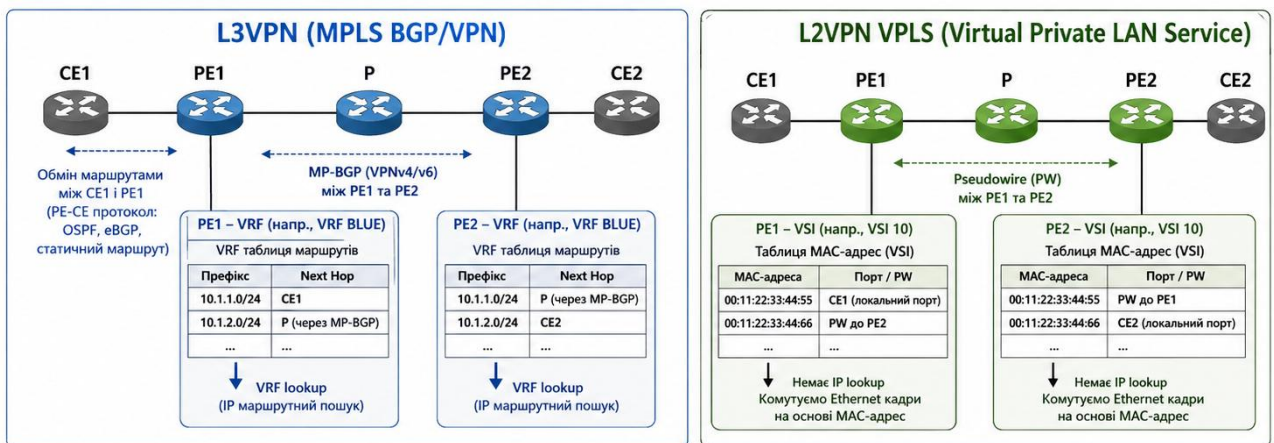 L3VPN (MPLS BGP/VPN)
CE1 PE1 P PE2 CE2
Обмін маршрутами
між CE1 і PE1
(PE-CE протокол:
OSPF, eBGP,
статичний маршрут)
MP-BGP (VPNv4/v6)
між PE1 та PE2
PE1 – VRF (напр., VRF BLUE)
VRF таблиця маршрутів
Префікс Next Hop
10.1.1.0/24 CE1
10.1.2.0/24 P (через MP-BGP)
... ...
VRF lookup
(IP маршрутний пошук)
PE2 – VRF (напр., VRF BLUE)
VRF таблиця маршрутів
Префікс Next Hop
10.1.1.0/24 P (через MP-BGP)
10.1.2.0/24 CE2
... ...
VRF lookup
(IP маршрутний пошук)
L2VPN VPLS (Virtual Private LAN Service)
CE1 PE1 P PE2 CE2
Pseudowire (PW)
між PE1 та PE2
PE1 – VSI (напр., VSI 10)
Таблиця MAC-адрес (VSI)
MAC-адреса Порт / PW
00:11:22:33:44:55 CE1 (локальний порт)
00:11:22:33:44:66 PW до PE2
... ...
Немає IP lookup
Комутуємо Ethernet кадри
на основі MAC-адрес
PE2 – VSI (напр., VSI 10)
Таблиця MAC-адрес (VSI)
MAC-адреса Порт / PW
00:11:22:33:44:55 PW до PE1
00:11:22:33:44:66 CE2 (локальний порт)
... ...
Немає IP lookup
Комутуємо Ethernet кадри
на основі MAC-адрес